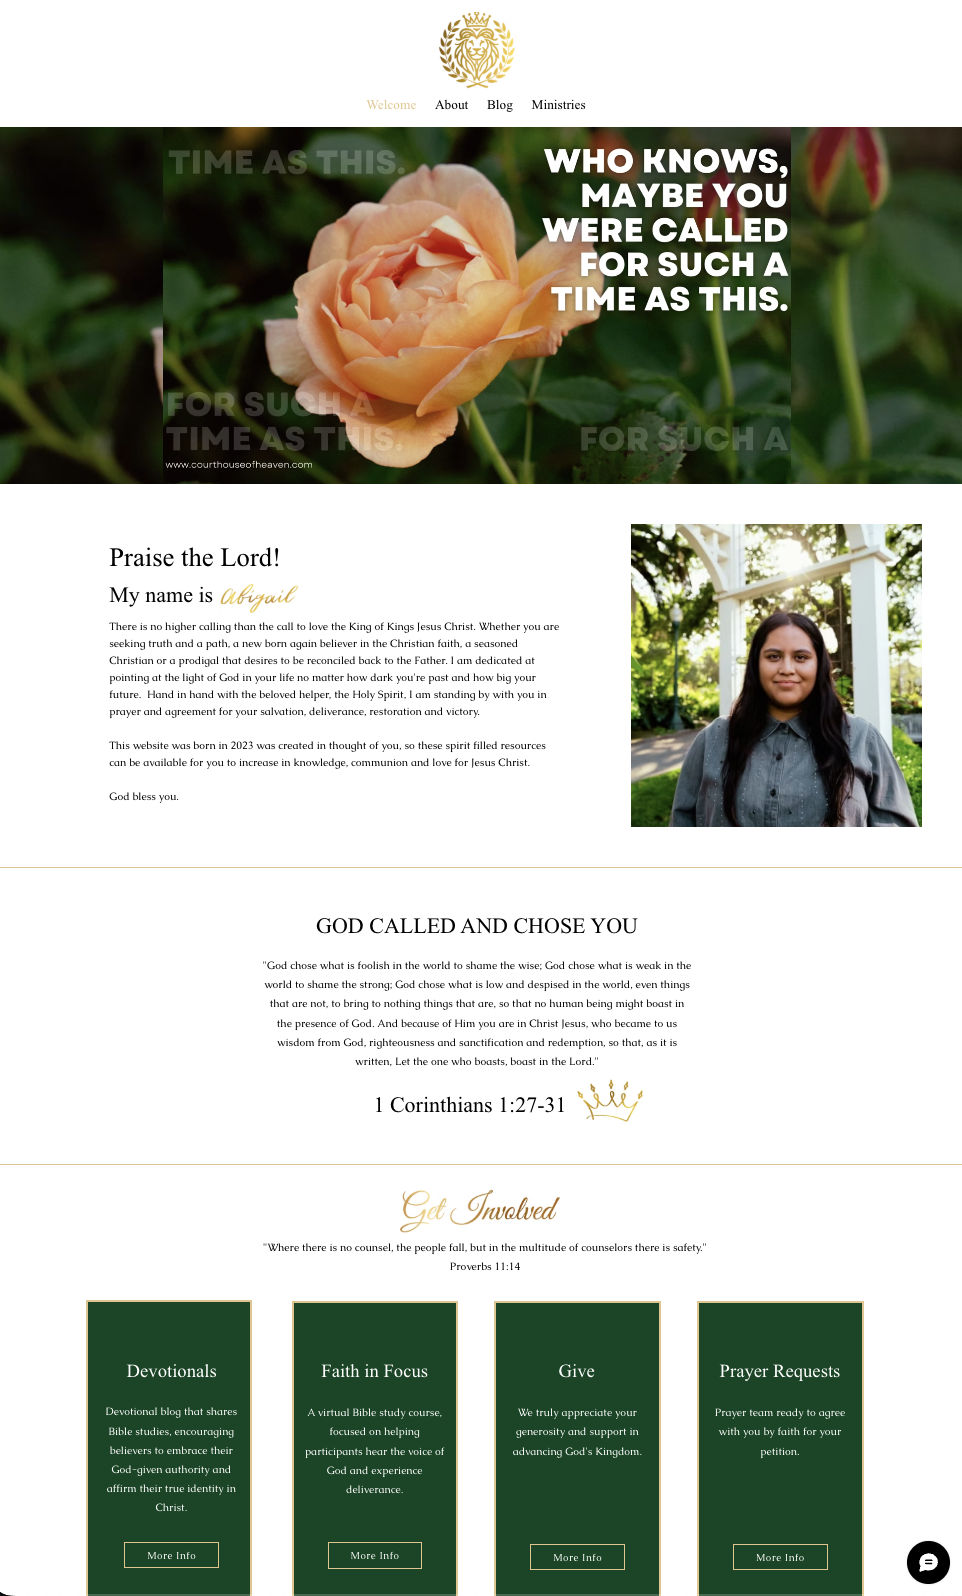 Welcome About Blog Ministries
TIME AS THIS.
WHO KNOWS,
MAYBE YOU
WERE CALLED
FOR SUCH A
TIME AS THIS.
FOR SUCH A
TIME AS THIS.
FOR SUCH A
www.courthouseofheaven.com
Praise the Lord!
My name is Abigail
There is no higher calling than the call to love the King of Kings Jesus Christ. Whether you are
seeking truth and a path, a new born again believer in the Christian faith, a seasoned
Christian or a prodigal that desires to be reconciled back to the Father. I am dedicated at
pointing at the light of God in your life no matter how dark you're past and how big your
future.  Hand in hand with the beloved helper, the Holy Spirit, I am standing by with you in
prayer and agreement for your salvation, deliverance, restoration and victory.
This website was born in 2023 was created in thought of you, so these spirit filled resources
can be available for you to increase in knowledge, communion and love for Jesus Christ.
God bless you.
GOD CALLED AND CHOSE YOU
"God chose what is foolish in the world to shame the wise; God chose what is weak in the
world to shame the strong; God chose what is low and despised in the world, even things
that are not, to bring to nothing things that are, so that no human being might boast in
the presence of God. And because of Him you are in Christ Jesus, who became to us
wisdom from God, righteousness and sanctification and redemption, so that, as it is
written, Let the one who boasts, boast in the Lord."
1 Corinthians 1:27-31
Get Involved
"Where there is no counsel, the people fall, but in the multitude of counselors there is safety."
Proverbs 11:14
Devotionals
Devotional blog that shares
Bible studies, encouraging
believers to embrace their
God-given authority and
affirm their true identity in
Christ.
More Info
Faith in Focus
A virtual Bible study course,
focused on helping
participants hear the voice of
God and experience
deliverance.
More Info
Give
We truly appreciate your
generosity and support in
advancing God's Kingdom.
More Info
Prayer Requests
Prayer team ready to agree
with you by faith for your
petition.
More Info